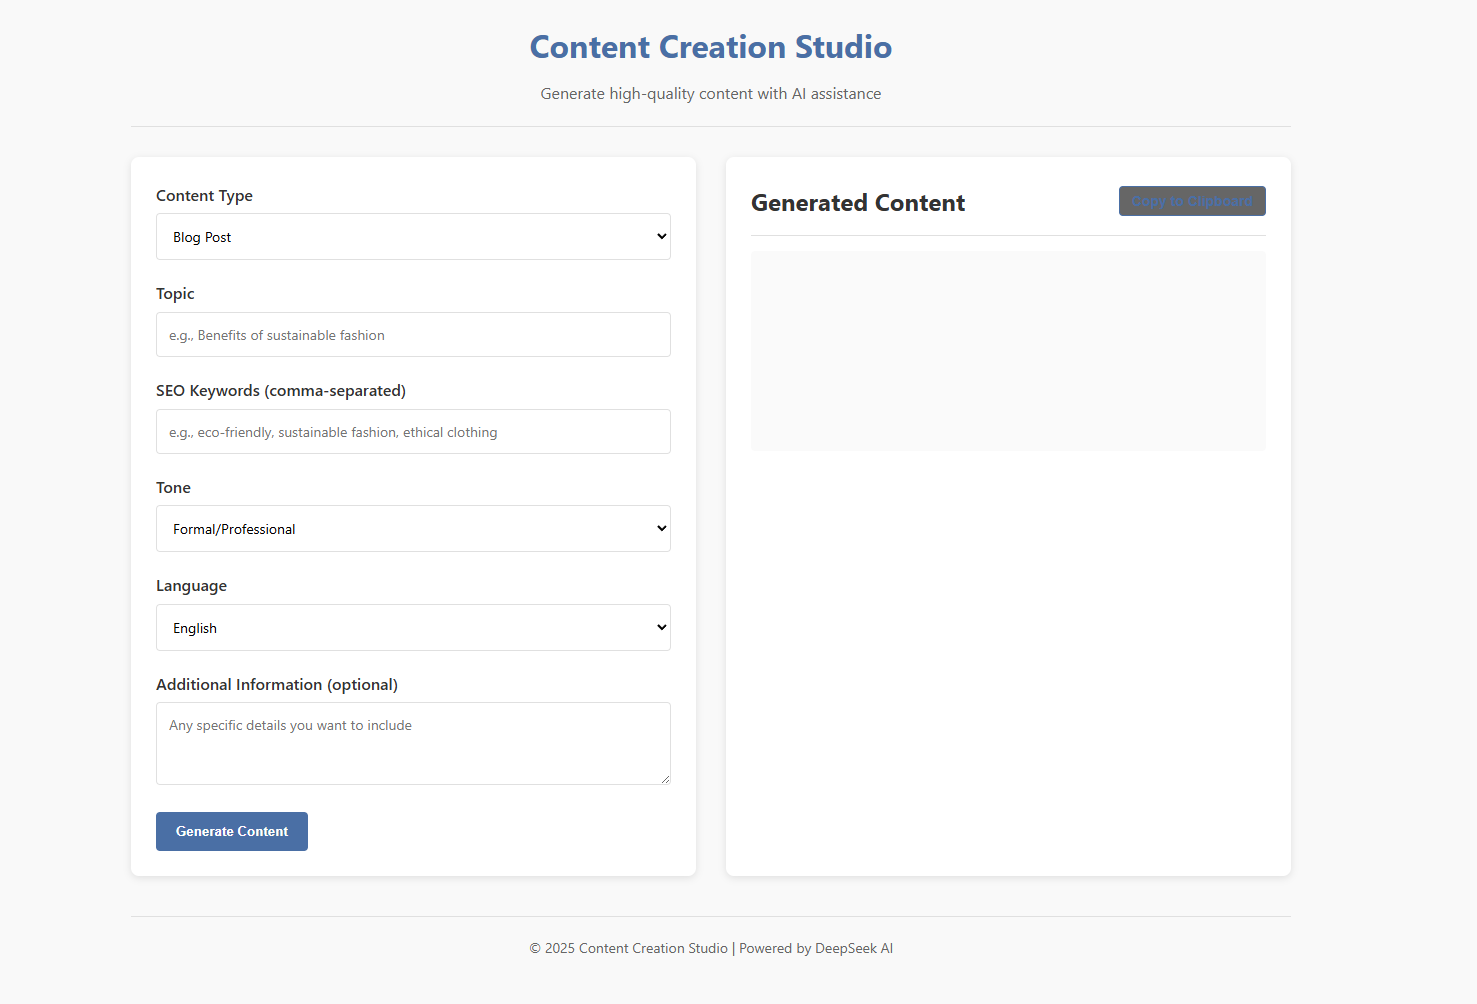 Content Creation Studio
Generate high-quality content with AI assistance
Content Type
Blog Post
Topic
e.g., Benefits of sustainable fashion
SEO Keywords (comma-separated)
e.g., eco-friendly, sustainable fashion, ethical clothing
Tone
Formal/Professional
Language
English
Additional Information (optional)
Any specific details you want to include
Generate Content
Generated Content
Copy to Clipboard
© 2025 Content Creation Studio | Powered by DeepSeek AI